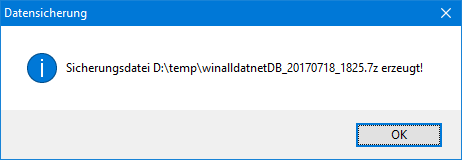 Datensicherung
Sicherungsdatei D:\temp\winalldatnetDB_20170718_1825.7z erzeugt!
OK